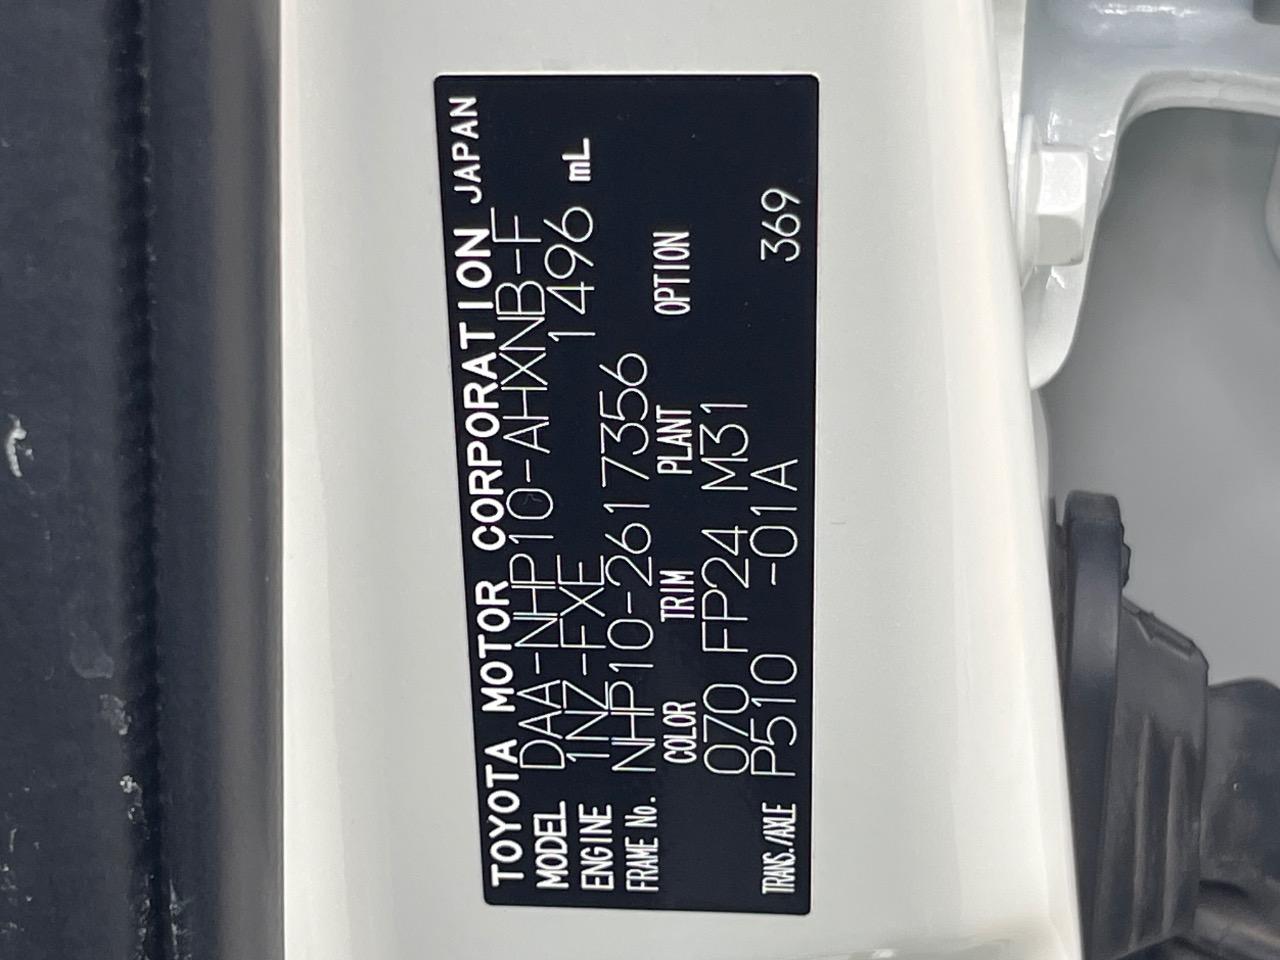 TOYOTA MOTOR CORPORATION JAPAN
MODEL DAA-NHP10-AHXNB-F
ENGINE 1NZ-FXE 1496 mL
FRAME No. NHP10-2617356
COLOR TRIM PLANT OPTION
070 FP24 M31
TRANS./AXLE P510 -01A 369